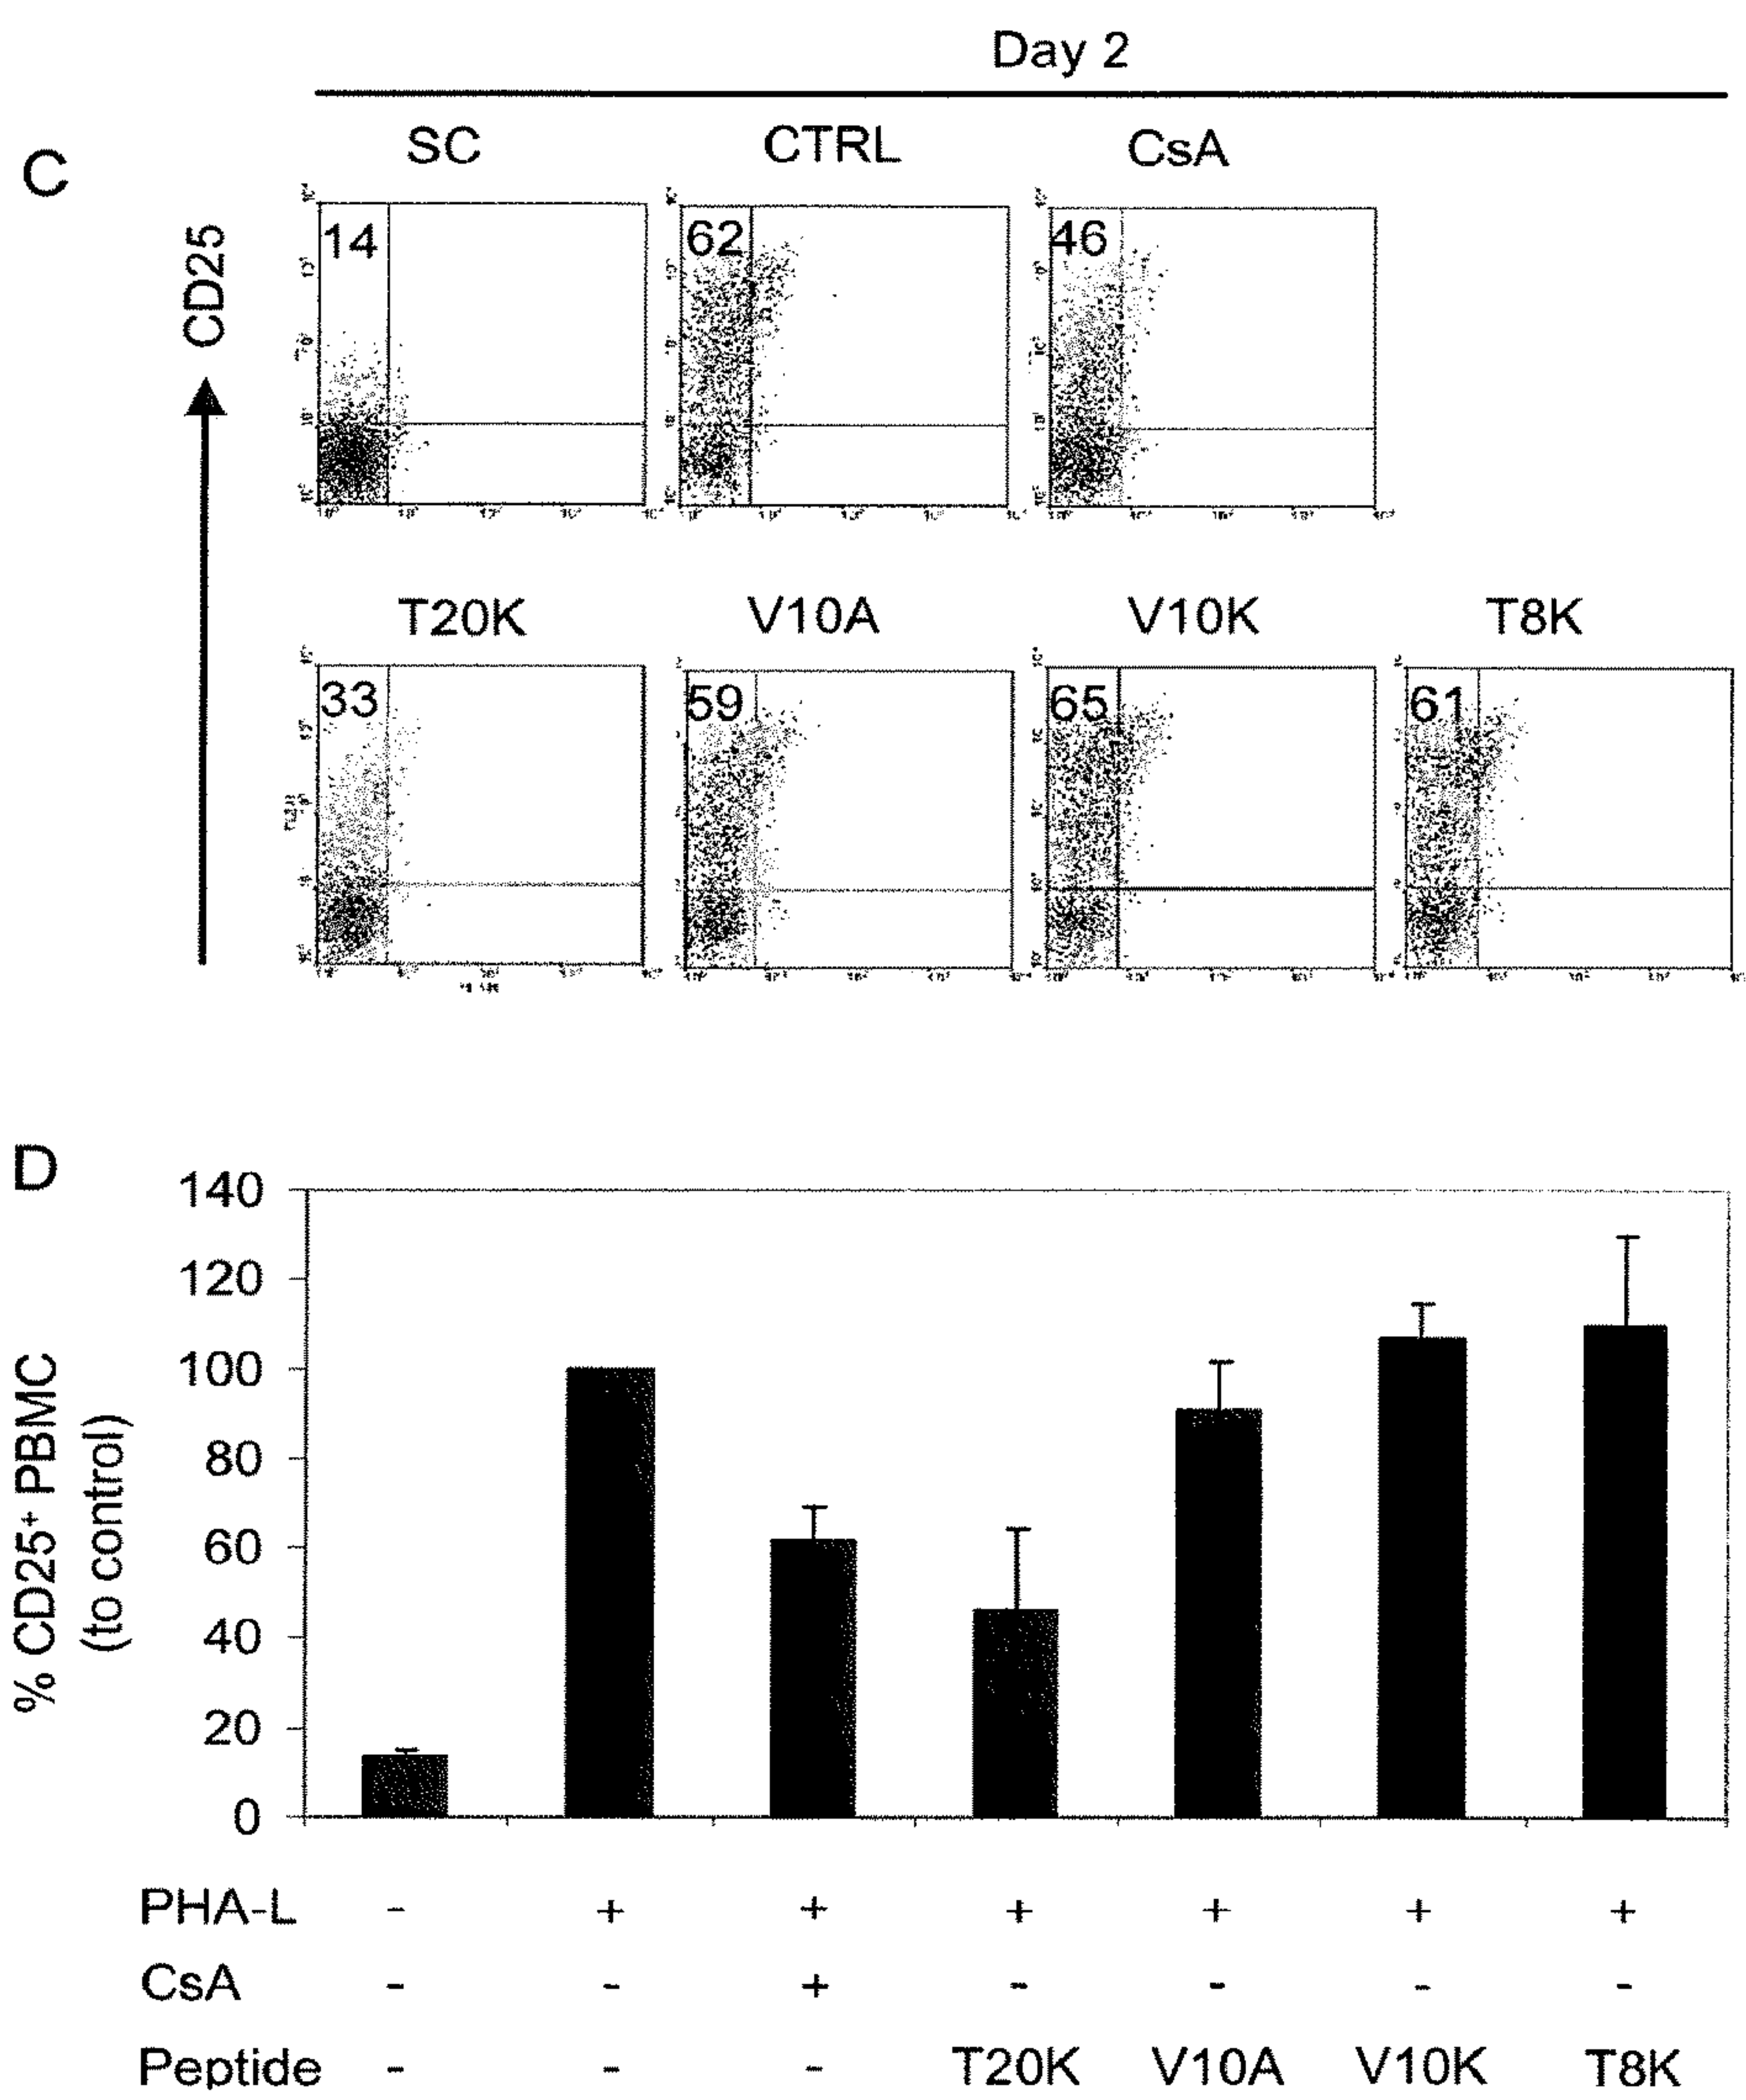 Day 2
C
SC CTRL CsA
CD25
14 62 46
T20K V10A V10K T8K
33 59 65 61
D
% CD25+ PBMC
(to control)
140
120
100
80
60
40
20
0
PHA-L - + + + + + +
CsA - - + - - - -
Peptide - - - T20K V10A V10K T8K